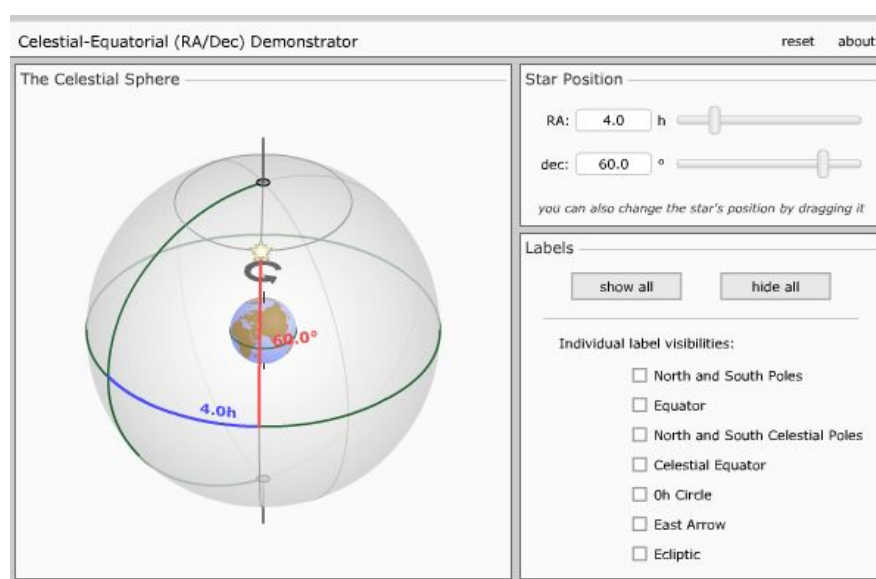 Celestial-Equatorial (RA/Dec) Demonstrator
reset about
The Celestial Sphere
60.0°
4.0h
Star Position
RA: 4.0 h
dec: 60.0 °
you can also change the star's position by dragging it
Labels
show all hide all
Individual label visibilities:
North and South Poles
Equator
North and South Celestial Poles
Celestial Equator
0h Circle
East Arrow
Ecliptic